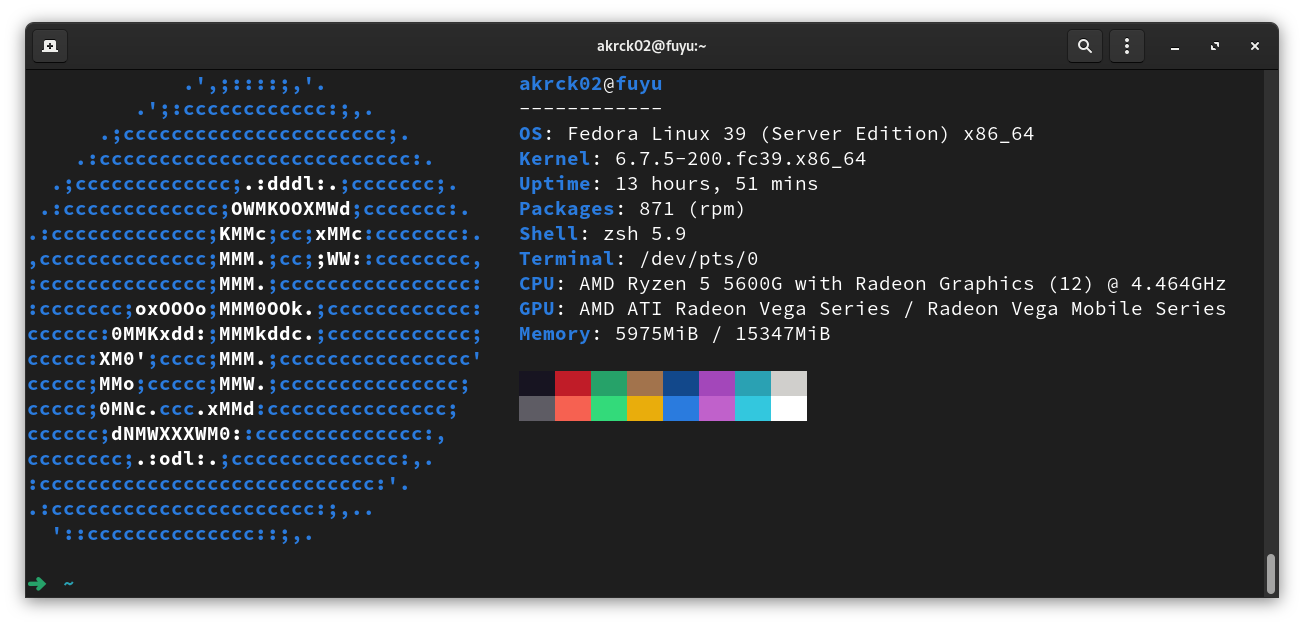 akrck02@fuyu:~
.',;::::;,'.
.';:cccccccccccc:;,.
.;cccccccccccccccccccccc;.
.:cccccccccccccccccccccccccc:.
.;ccccccccccccc;.:dddl:.;ccccccc;.
.:ccccccccccccc;OWMKOOXMWd;ccccccc:.
.:ccccccccccccc;KMMc;cc;xMMc:ccccccc:.
,cccccccccccccc;MMM.;cc;;WW::cccccccc,
:cccccccccccccc;MMM.;cccccccccccccccc:
:ccccccc;oxOOOo;MMM0OOk.;cccccccccccc:
cccccc:0MMKxdd:;MMMkddc.;cccccccccccc;
ccccc:XM0';cccc;MMM.;cccccccccccccccc'
ccccc;MMo;ccccc;MMW.;ccccccccccccccc;
ccccc;0MNc.ccc.xMMd:ccccccccccccccc;
cccccc;dNMWXXXWM0::cccccccccccccc:,
cccccccc;.:odl:.;cccccccccccccc:,.
:cccccccccccccccccccccccccccc:'.
.:cccccccccccccccccccccc:;,..
'::cccccccccccccc::;,.
akrck02@fuyu
------------
OS: Fedora Linux 39 (Server Edition) x86_64
Kernel: 6.7.5-200.fc39.x86_64
Uptime: 13 hours, 51 mins
Packages: 871 (rpm)
Shell: zsh 5.9
Terminal: /dev/pts/0
CPU: AMD Ryzen 5 5600G with Radeon Graphics (12) @ 4.464GHz
GPU: AMD ATI Radeon Vega Series / Radeon Vega Mobile Series
Memory: 5975MiB / 15347MiB
➜ ~